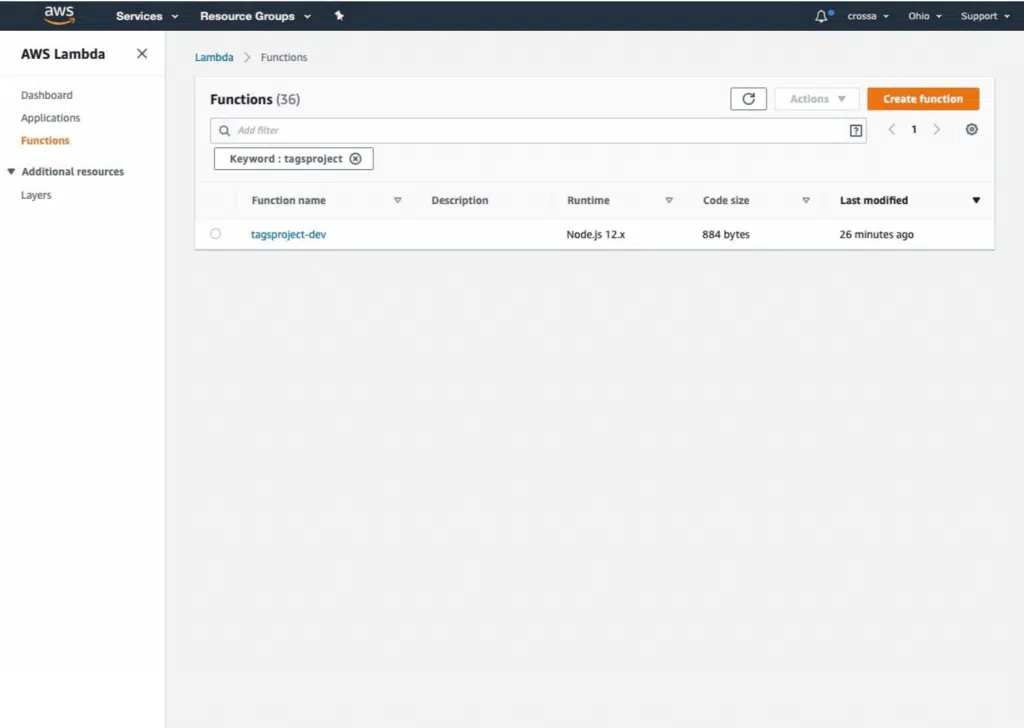 aws Services Resource Groups crossa Ohio Support
AWS Lambda
Dashboard
Applications
Functions
Additional resources
Layers
Lambda > Functions
Functions (36)
Actions
Create function
Add filter
?
1
Keyword : tagsproject
Function name Description Runtime Code size Last modified
tagsproject-dev Node.js 12.x 884 bytes 26 minutes ago